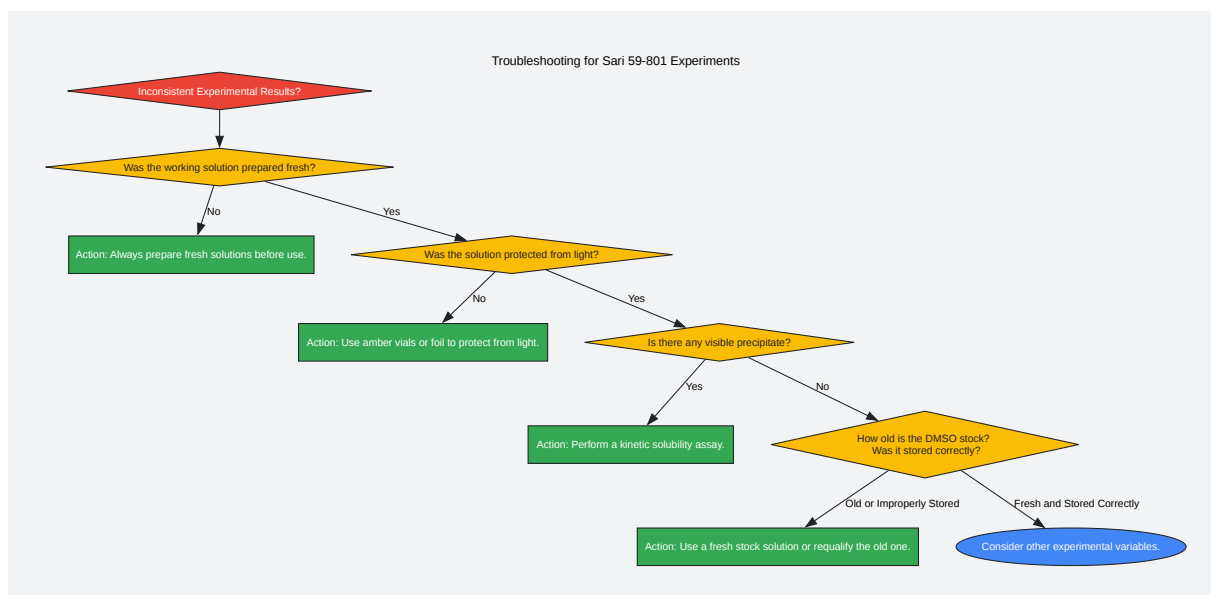 Troubleshooting for Sari 59-801 Experiments
Inconsistent Experimental Results?
Was the working solution prepared fresh?
No
Yes
Action: Always prepare fresh solutions before use.
Was the solution protected from light?
No
Yes
Action: Use amber vials or foil to protect from light.
Is there any visible precipitate?
Yes
No
Action: Perform a kinetic solubility assay.
How old is the DMSO stock?
Was it stored correctly?
Old or Improperly Stored
Fresh and Stored Correctly
Action: Use a fresh stock solution or requalify the old one.
Consider other experimental variables.